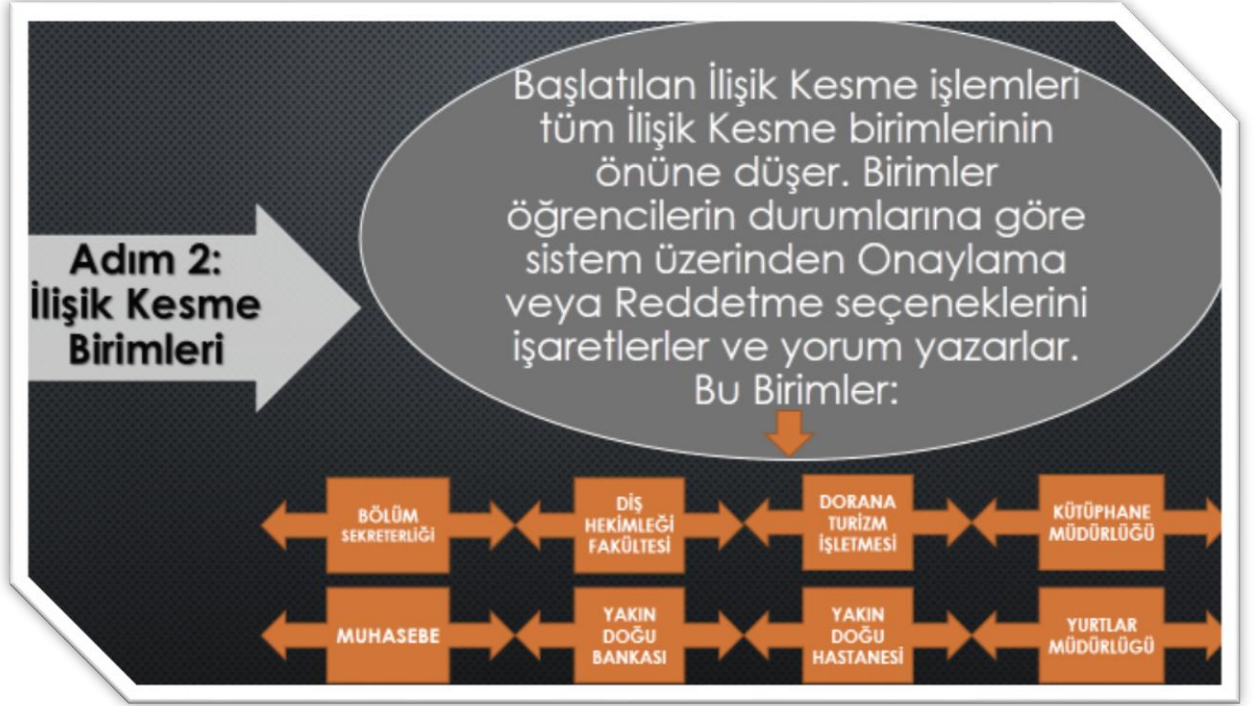 Başlatılan İlişik Kesme işlemleri
tüm İlişik Kesme birimlerinin
önüne düşer. Birimler
öğrencilerin durumlarına göre
sistem üzerinden Onaylama
veya Reddetme seçeneklerini
işaretlerler ve yorum yazarlar.
Bu Birimler:
Adım 2:
İlişik Kesme
Birimleri
BÖLÜM
SEKRETERLİĞİ
DİŞ
HEKİMLEĞİ
FAKÜLTESİ
DORANA
TURİZM
İŞLETMESİ
KÜTÜPHANE
MÜDÜRLÜĞÜ
MUHASEBE
YAKIN
DOĞU
BANKASI
YAKIN
DOĞU
HASTANESİ
YURTLAR
MÜDÜRLÜGÜ